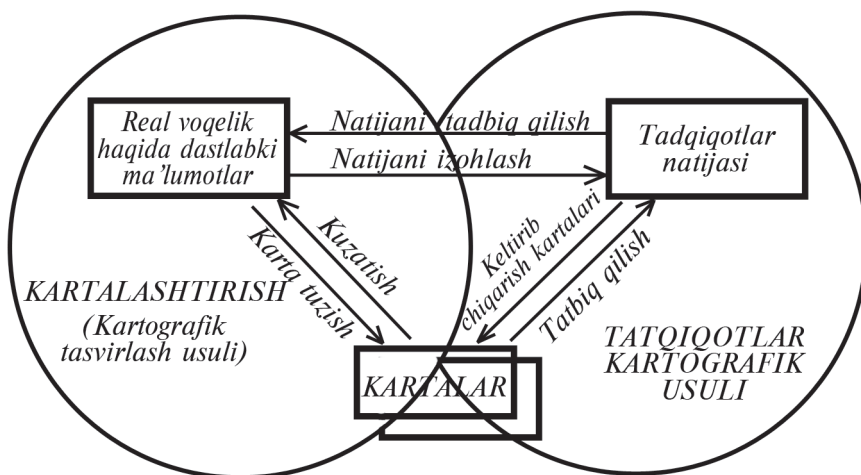 Real voqelik
haqida dastlabki
ma'lumotlar
Natijani tadbiq qilish
Natijani izohlash
Tadqiqotlar
natijasi
Kartq tuzish
Kuzatish
Keltirib
chiqarish kartalari
Tatbiq qilish
KARTALASHTIRISH
(Kartografik
tasvirlash usuli)
KARTALAR
TATQIQOTLAR
KARTOGRAFIK
USULI